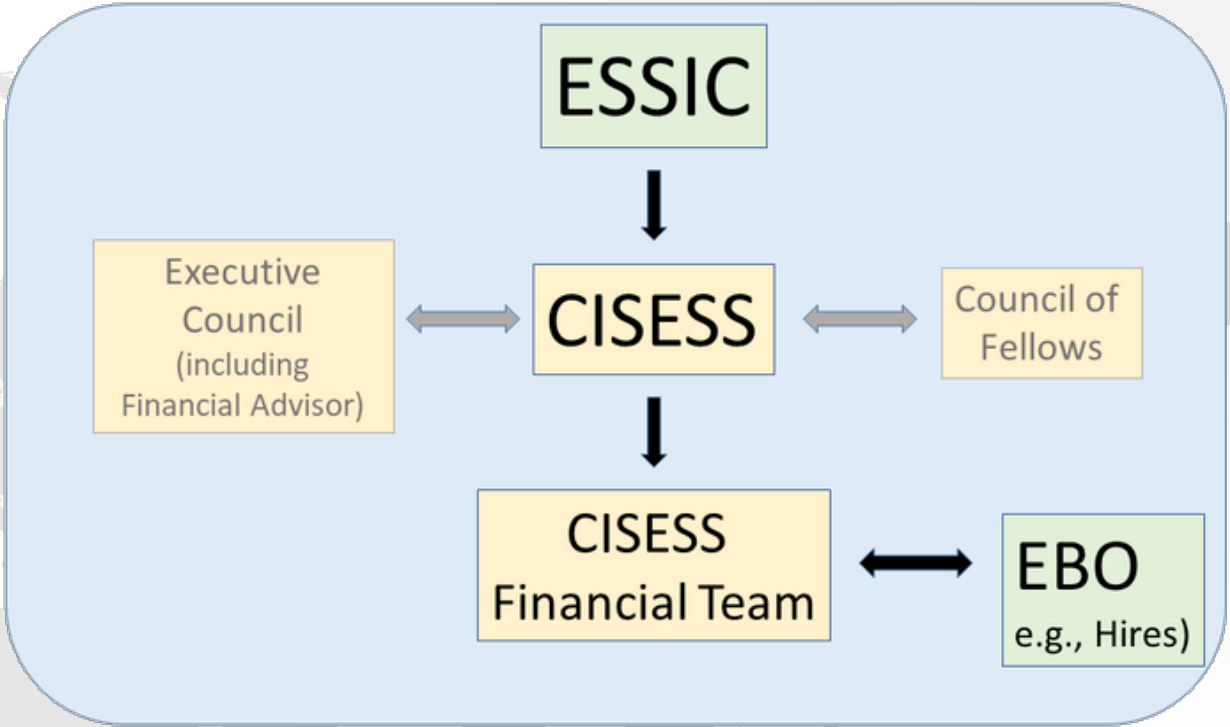 ESSIC
Executive
Council
(including
Financial Advisor)
CISESS
Council of
Fellows
CISESS
Financial Team
EBO
e.g., Hires)